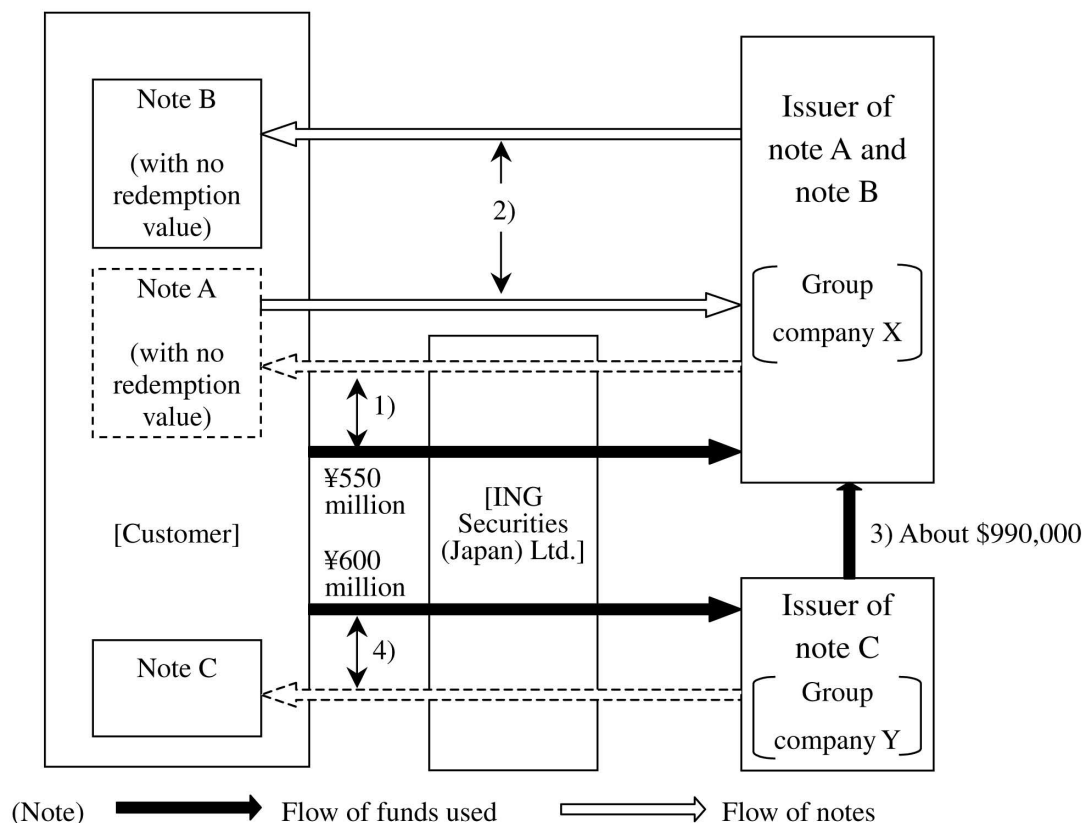 Note B
(with no
redemption
value)
Note A
(with no
redemption
value)
[Customer]
Note C
2)
1)
¥550
million
¥600
million
4)
[ING
Securities
(Japan) Ltd.]
Issuer of
note A and
note B
Group
company X
3) About $990,000
Issuer of
note C
Group
company Y
(Note)
Flow of funds used
Flow of notes